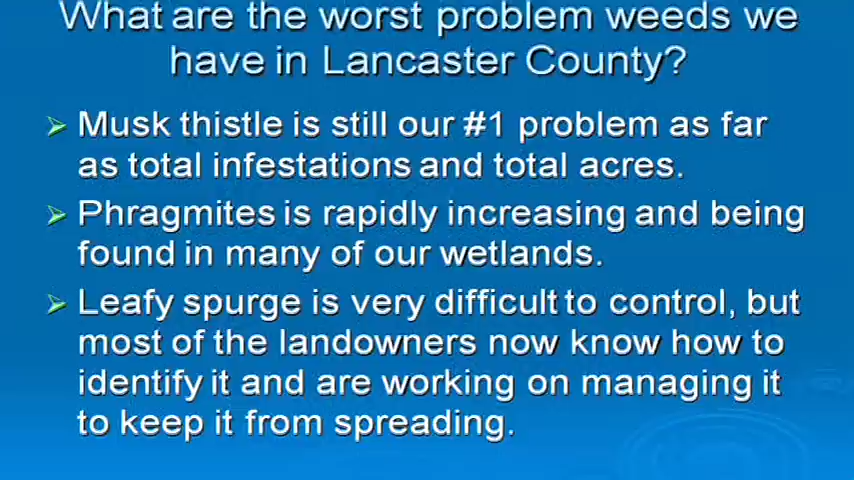 What are the worst problem weeds we
have in Lancaster County?
Musk thistle is still our #1 problem as far
as total infestations and total acres.
Phragmites is rapidly increasing and being
found in many of our wetlands.
Leafy spurge is very difficult to control, but
most of the landowners now know how to
identify it and are working on managing it
to keep it from spreading.